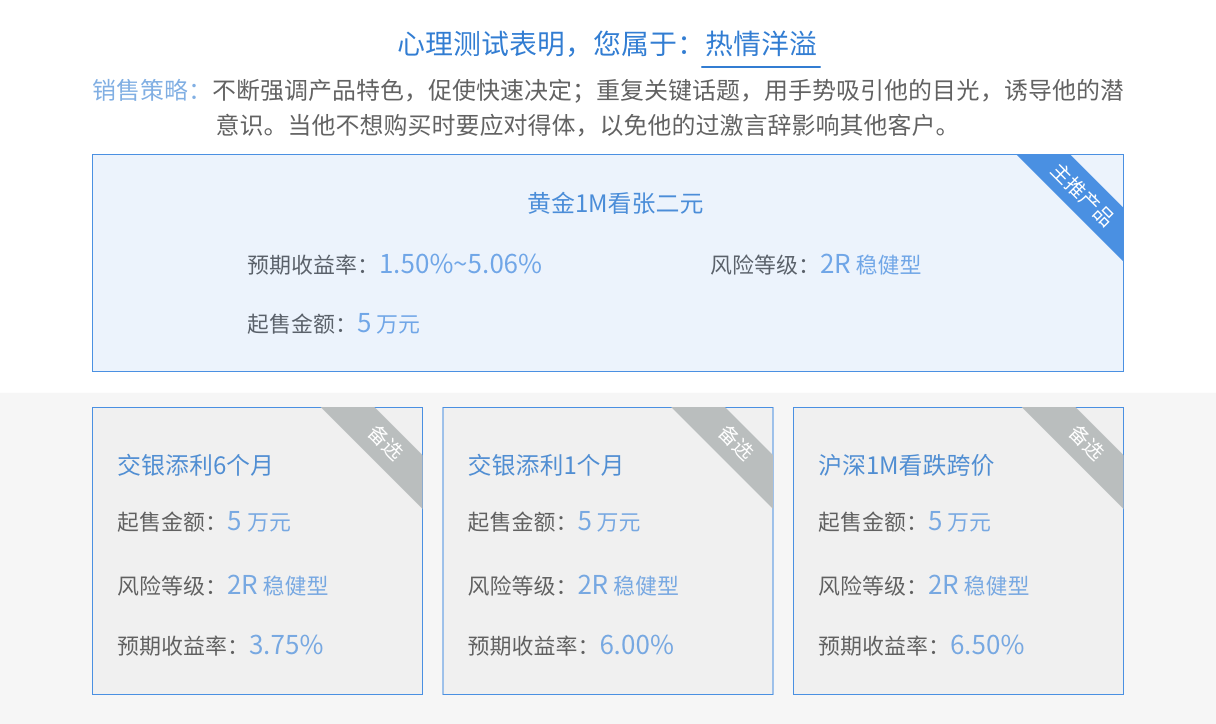 心理测试表明，您属于：热情洋溢
销售策略：不断强调产品特色，促使快速决定；重复关键话题，用手势吸引他的目光，诱导他的潜
意识。当他不想购买时要应对得体，以免他的过激言辞影响其他客户。
主推产品
黄金1M看张二元
预期收益率：1.50%~5.06%
风险等级：2R 稳健型
起售金额：5 万元
备选
交银添利6个月
起售金额：5 万元
风险等级：2R 稳健型
预期收益率：3.75%
备选
交银添利1个月
起售金额：5 万元
风险等级：2R 稳健型
预期收益率：6.00%
备选
沪深1M看跌跨价
起售金额：5 万元
风险等级：2R 稳健型
预期收益率：6.50%